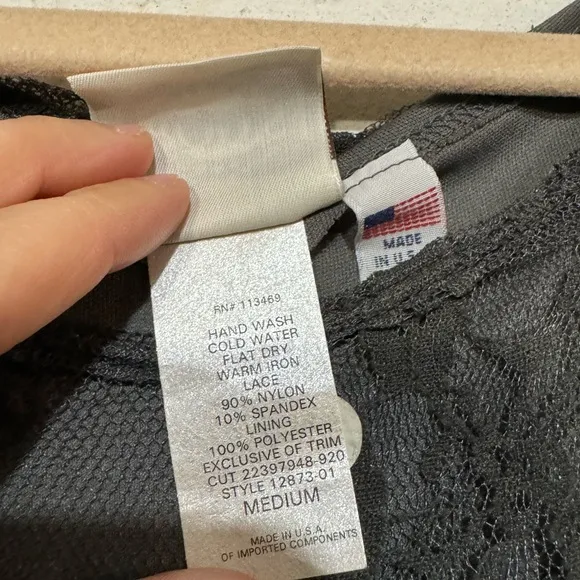 MADE
IN U.S.
RN# 113469
HAND WASH
COLD WATER
FLAT DRY
WARM IRON
LACE
90% NYLON
10% SPANDEX
LINING
100% POLYESTER
EXCLUSIVE OF TRIM
CUT 22397948-920
STYLE 12873-01
MEDIUM
MADE IN U.S.A.
OF IMPORTED COMPONENTS